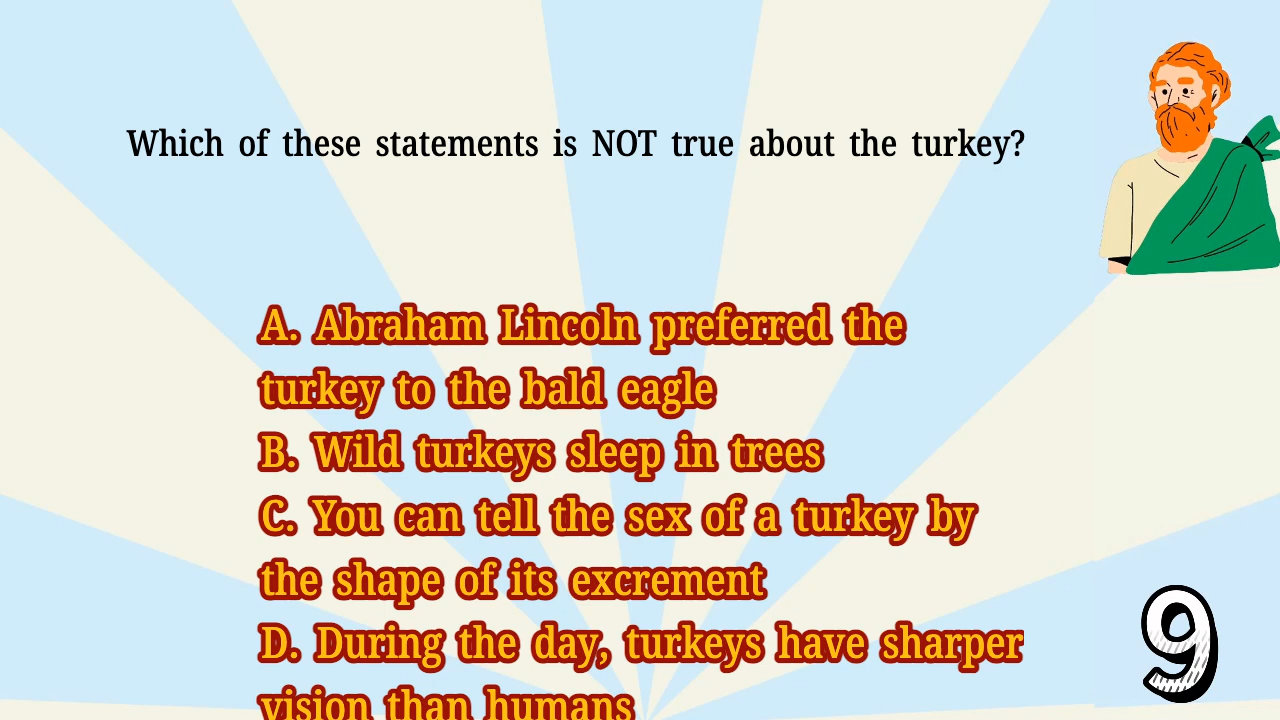 Which of these statements is NOT true about the turkey?
A. Abraham Lincoln preferred the
turkey to the bald eagle
B. Wild turkeys sleep in trees
C. You can tell the sex of a turkey by
the shape of its excrement
D. During the day, turkeys have sharper
vision than humans
9